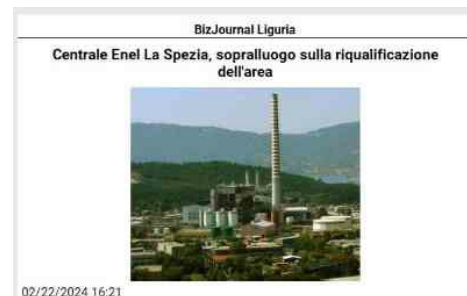 BizJournal Liguria
Centrale Enel La Spezia, sopralluogo sulla riqualificazione
dell'area
02/22/2024 16:21